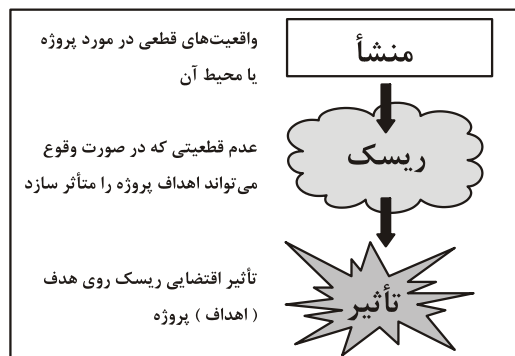 منشأ
واقعیت‌های قطعی در مورد پروژه
یا محیط آن
ریسک
عدم قطعیتی که در صورت وقوع
می‌تواند اهداف پروژه را متأثر سازد
تأثیر
تأثیر اقتضایی ریسک روی هدف
( اهداف ) پروژه